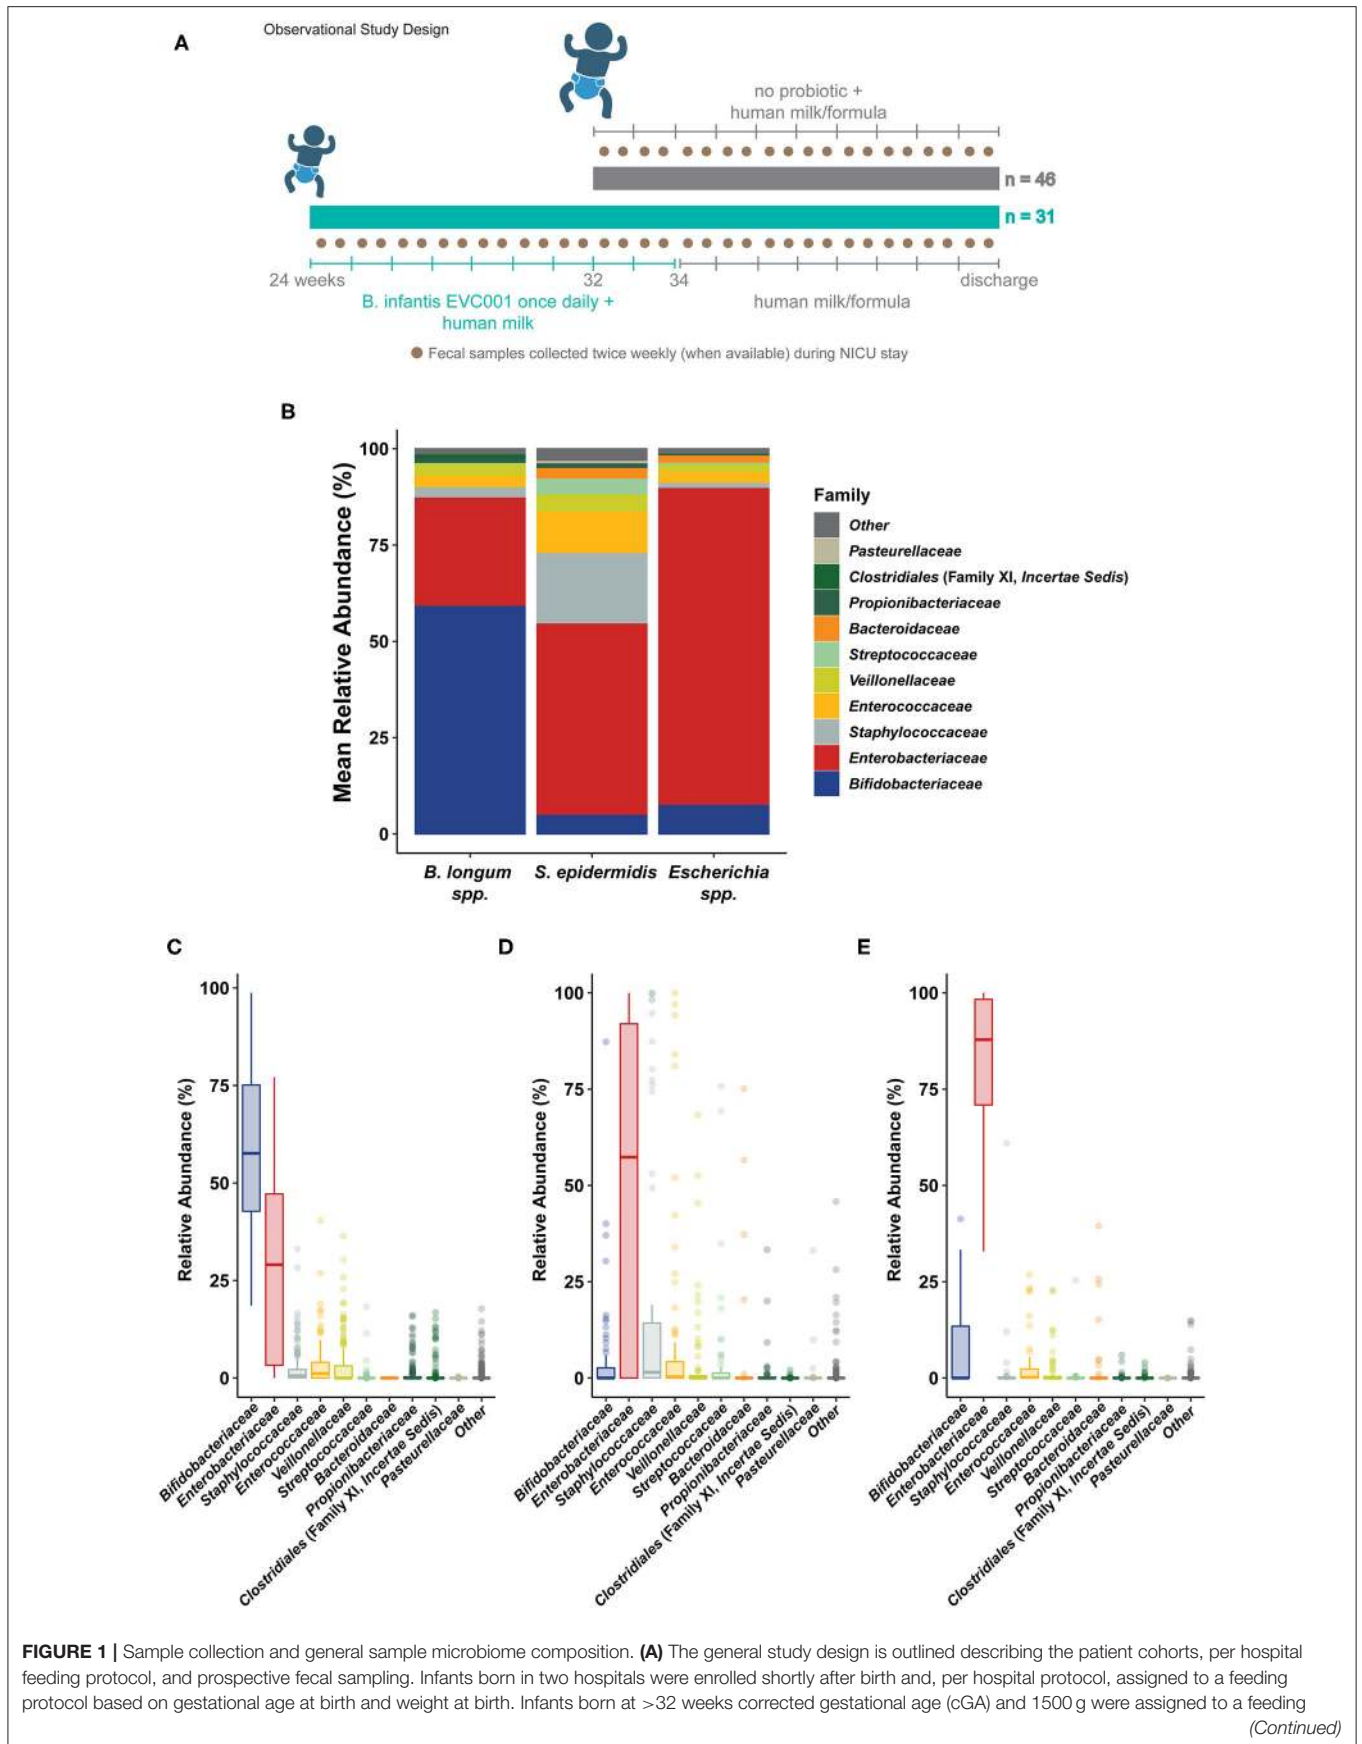 A
Observational Study Design
no probiotic +
human milk/formula
n = 46
n = 31
24 weeks
32
34
discharge
B. infantis EVC001 once daily +
human milk
human milk/formula
Fecal samples collected twice weekly (when available) during NICU stay
B
Mean Relative Abundance (%)
100
75
50
25
0
B. longum
spp.
S. epidermidis
Escherichia
spp.
Family
Other
Pasteurellaceae
Clostridiales (Family XI, Incertae Sedis)
Propionibacteriaceae
Bacteroidaceae
Streptococcaceae
Veillonellaceae
Enterococcaceae
Staphylococcaceae
Enterobacteriaceae
Bifidobacteriaceae
C
Relative Abundance (%)
100
75
50
25
0
Bifidobacteriaceae
Enterobacteriaceae
Staphylococcaceae
Enterococcaceae
Veillonellaceae
Streptococcaceae
Bacteroidaceae
Propionibacteriaceae
Clostridiales (Family XI, Incertae Sedis)
Pasteurellaceae
Other
D
Relative Abundance (%)
100
75
50
25
0
Bifidobacteriaceae
Enterobacteriaceae
Staphylococcaceae
Enterococcaceae
Veillonellaceae
Streptococcaceae
Bacteroidaceae
Propionibacteriaceae
Clostridiales (Family XI, Incertae Sedis)
Pasteurellaceae
Other
E
Relative Abundance (%)
100
75
50
25
0
Bifidobacteriaceae
Enterobacteriaceae
Staphylococcaceae
Enterococcaceae
Veillonellaceae
Streptococcaceae
Bacteroidaceae
Propionibacteriaceae
Clostridiales (Family XI, Incertae Sedis)
Pasteurellaceae
Other
FIGURE 1 | Sample collection and general sample microbiome composition. (A) The general study design is outlined describing the patient cohorts, per hospital
feeding protocol, and prospective fecal sampling. Infants born in two hospitals were enrolled shortly after birth and, per hospital protocol, assigned to a feeding
protocol based on gestational age at birth and weight at birth. Infants born at >32 weeks corrected gestational age (cGA) and 1500 g were assigned to a feeding
(Continued)